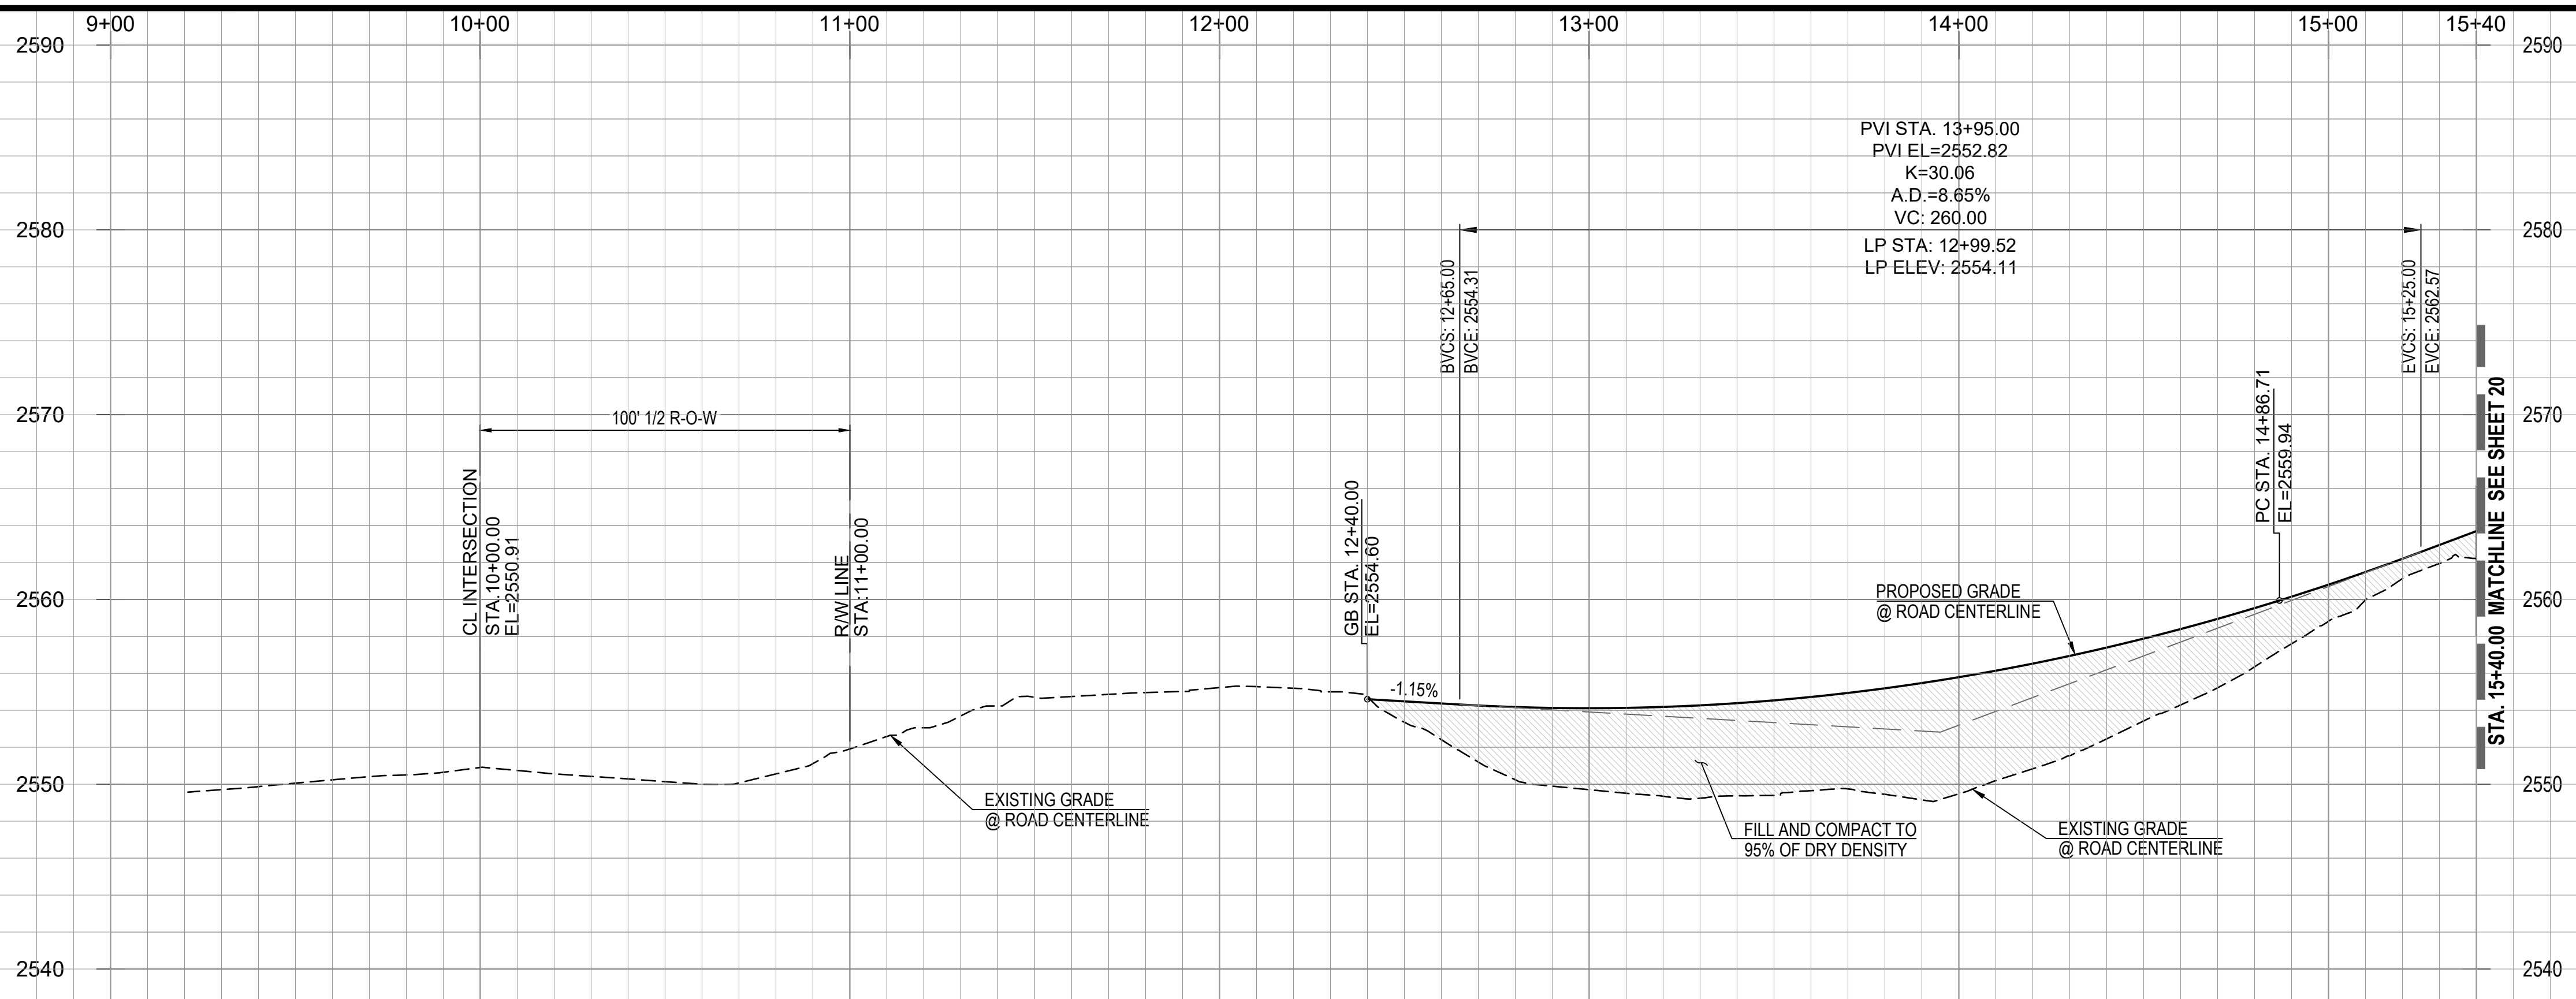 9+00
10+00
11+00
12+00
13+00
14+00
15+00
15+40
2590
2590
PVI STA. 13+95.00
PVI EL=2552.82
K=30.06
A.D.=8.65%
VC: 260.00
LP STA: 12+99.52
LP ELEV: 2554.11
2580
2580
BVCS: 12+65.00
BVCE: 2554.31
EVCS: 15+25.00
EVCE: 2562.57
2570
2570
100' 1/2 R-O-W
CL INTERSECTION
STA.10+00.00
EL=2550.91
R/W LINE
STA:11+00.00
GB STA. 12+40.00
EL=2554.60
PC STA. 14+86.71
EL=2559.94
STA. 15+40.00 MATCHLINE SEE SHEET 20
2560
2560
PROPOSED GRADE
@ ROAD CENTERLINE
-1.15%
2550
2550
EXISTING GRADE
@ ROAD CENTERLINE
FILL AND COMPACT TO
95% OF DRY DENSITY
EXISTING GRADE
@ ROAD CENTERLINE
2540
2540